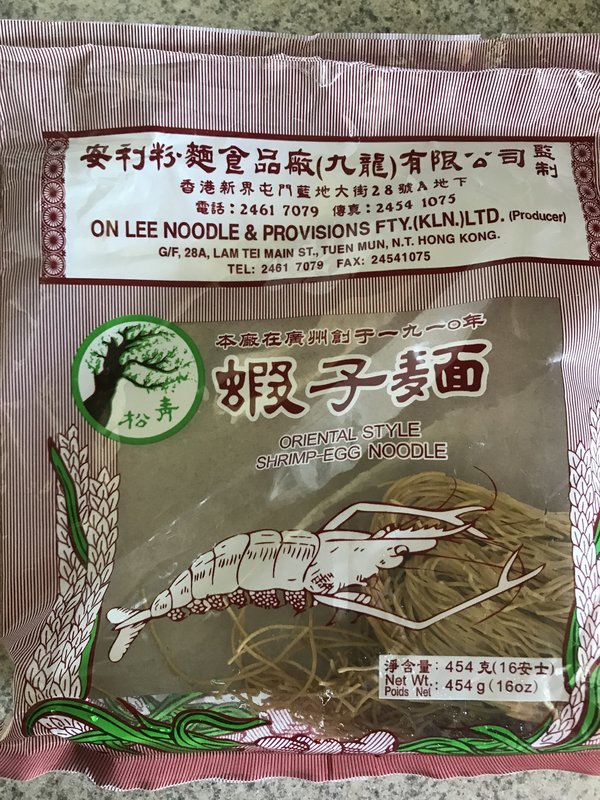 安利粉麵食品廠(九龍)有限公司監制
香港新界屯門藍地大街28號A地下
電話：2461 7079 傳真：2454 1075
ON LEE NOODLE & PROVISIONS FTY.(KLN.)LTD. (Producer)
G/F, 28A, LAM TEI MAIN ST., TUEN MUN, N.T. HONG KONG.
TEL: 2461 7079 FAX: 24541075
本廠在廣州創于一九一〇年
蝦子麵
松青
ORIENTAL STYLE
SHRIMP-EGG NOODLE
淨含量：454克(16安士)
Net Wt.: 454g(16oz)
Poids Net